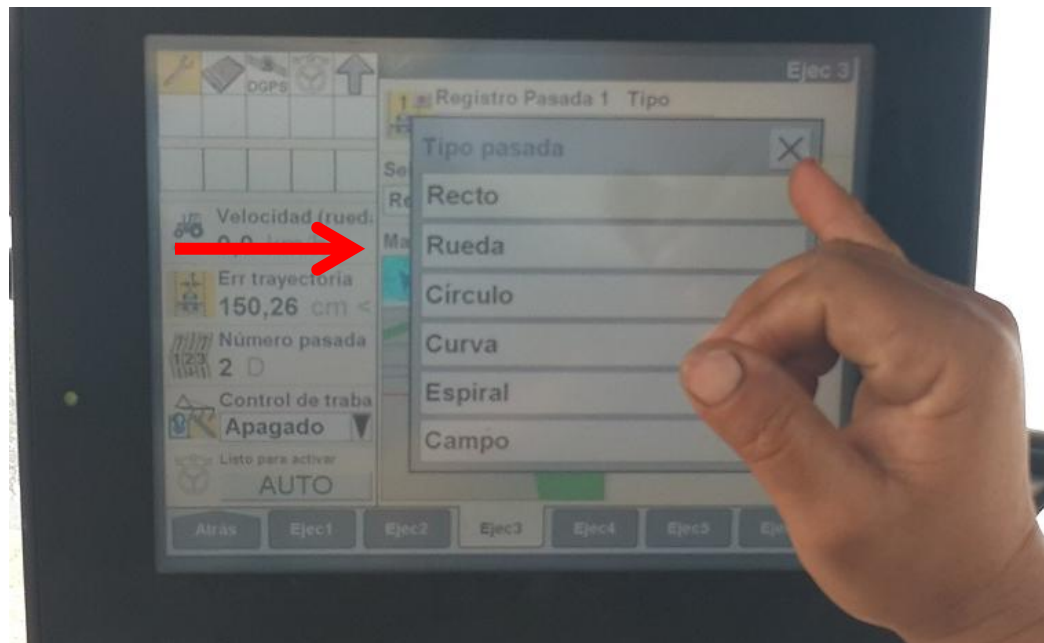 DGPS
Ejec 3
Registro Pasada 1 Tipo
Tipo pasada
Recto
Rueda
Círculo
Curva
Espiral
Campo
Velocidad (rued
Err trayectoria
150,26 cm <
Número pasada
2 D
Control de traba
Apagado
Listo para activar
AUTO
Atrás
Ejec1
Ejec2
Ejec3
Ejec4
Ejec5